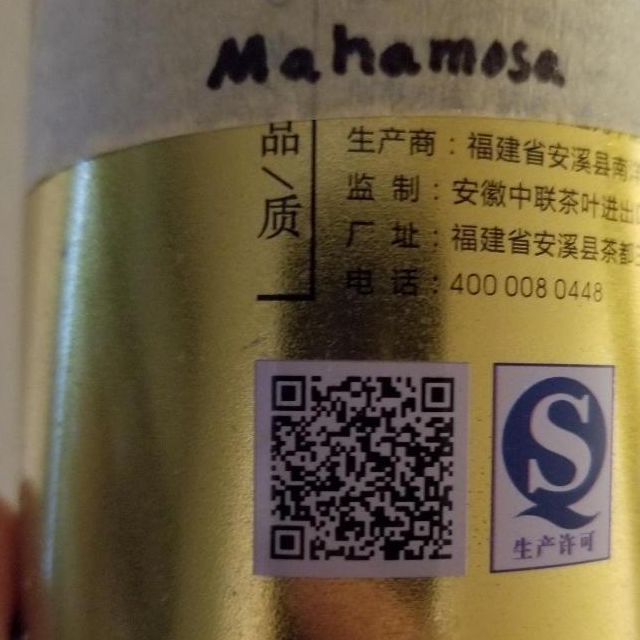 Mahamosa
品/质
生产商：福建省安溪县南
监 制：安徽中联茶叶进出
厂 址：福建省安溪县茶都
电 话：400 008 0448
S
生产许可